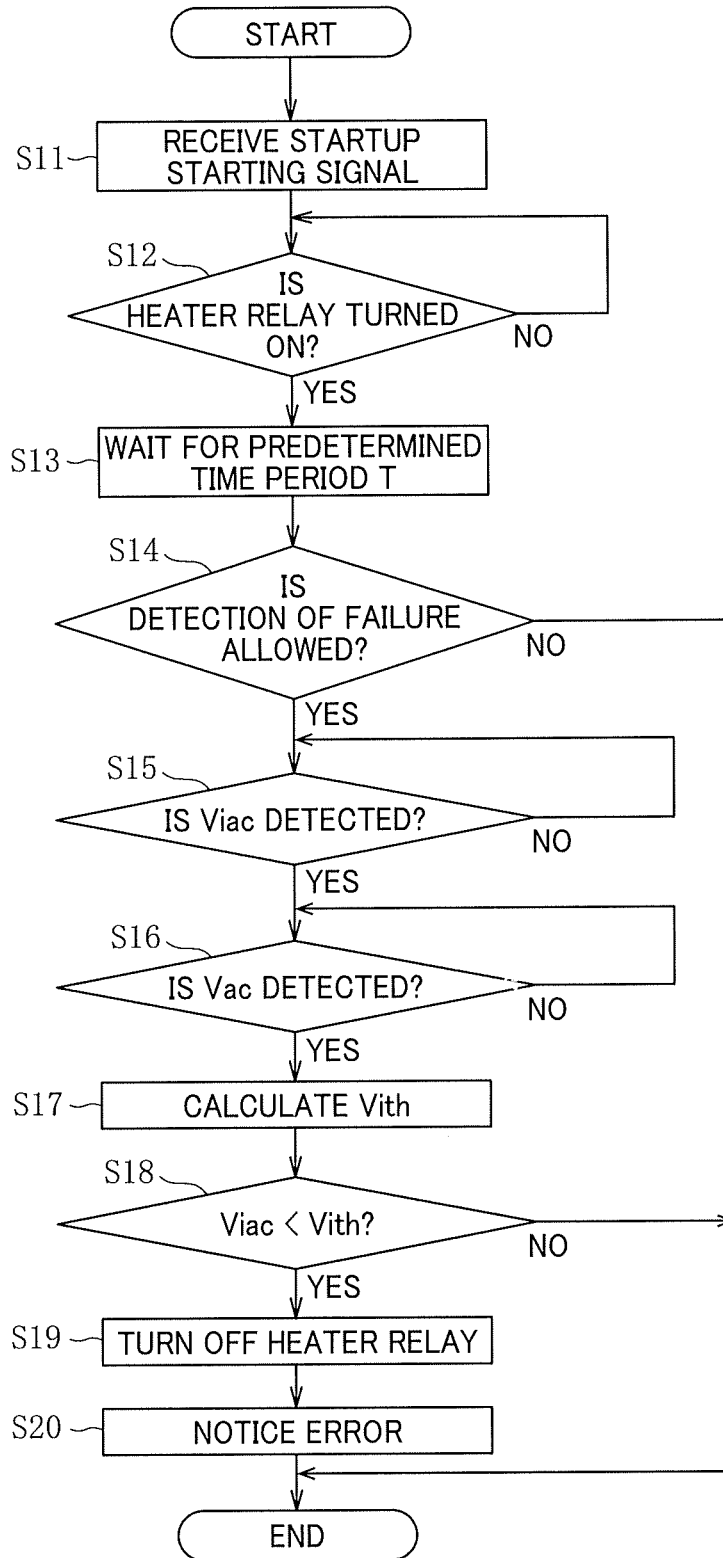 START
S11
RECEIVE STARTUP
STARTING SIGNAL
S12
IS
HEATER RELAY TURNED
ON?
NO
YES
S13
WAIT FOR PREDETERMINED
TIME PERIOD T
S14
IS
DETECTION OF FAILURE
ALLOWED?
NO
YES
S15
IS Viac DETECTED?
NO
YES
S16
IS Vac DETECTED?
NO
YES
S17
CALCULATE Vith
S18
Viac < Vith?
NO
YES
S19
TURN OFF HEATER RELAY
S20
NOTICE ERROR
END